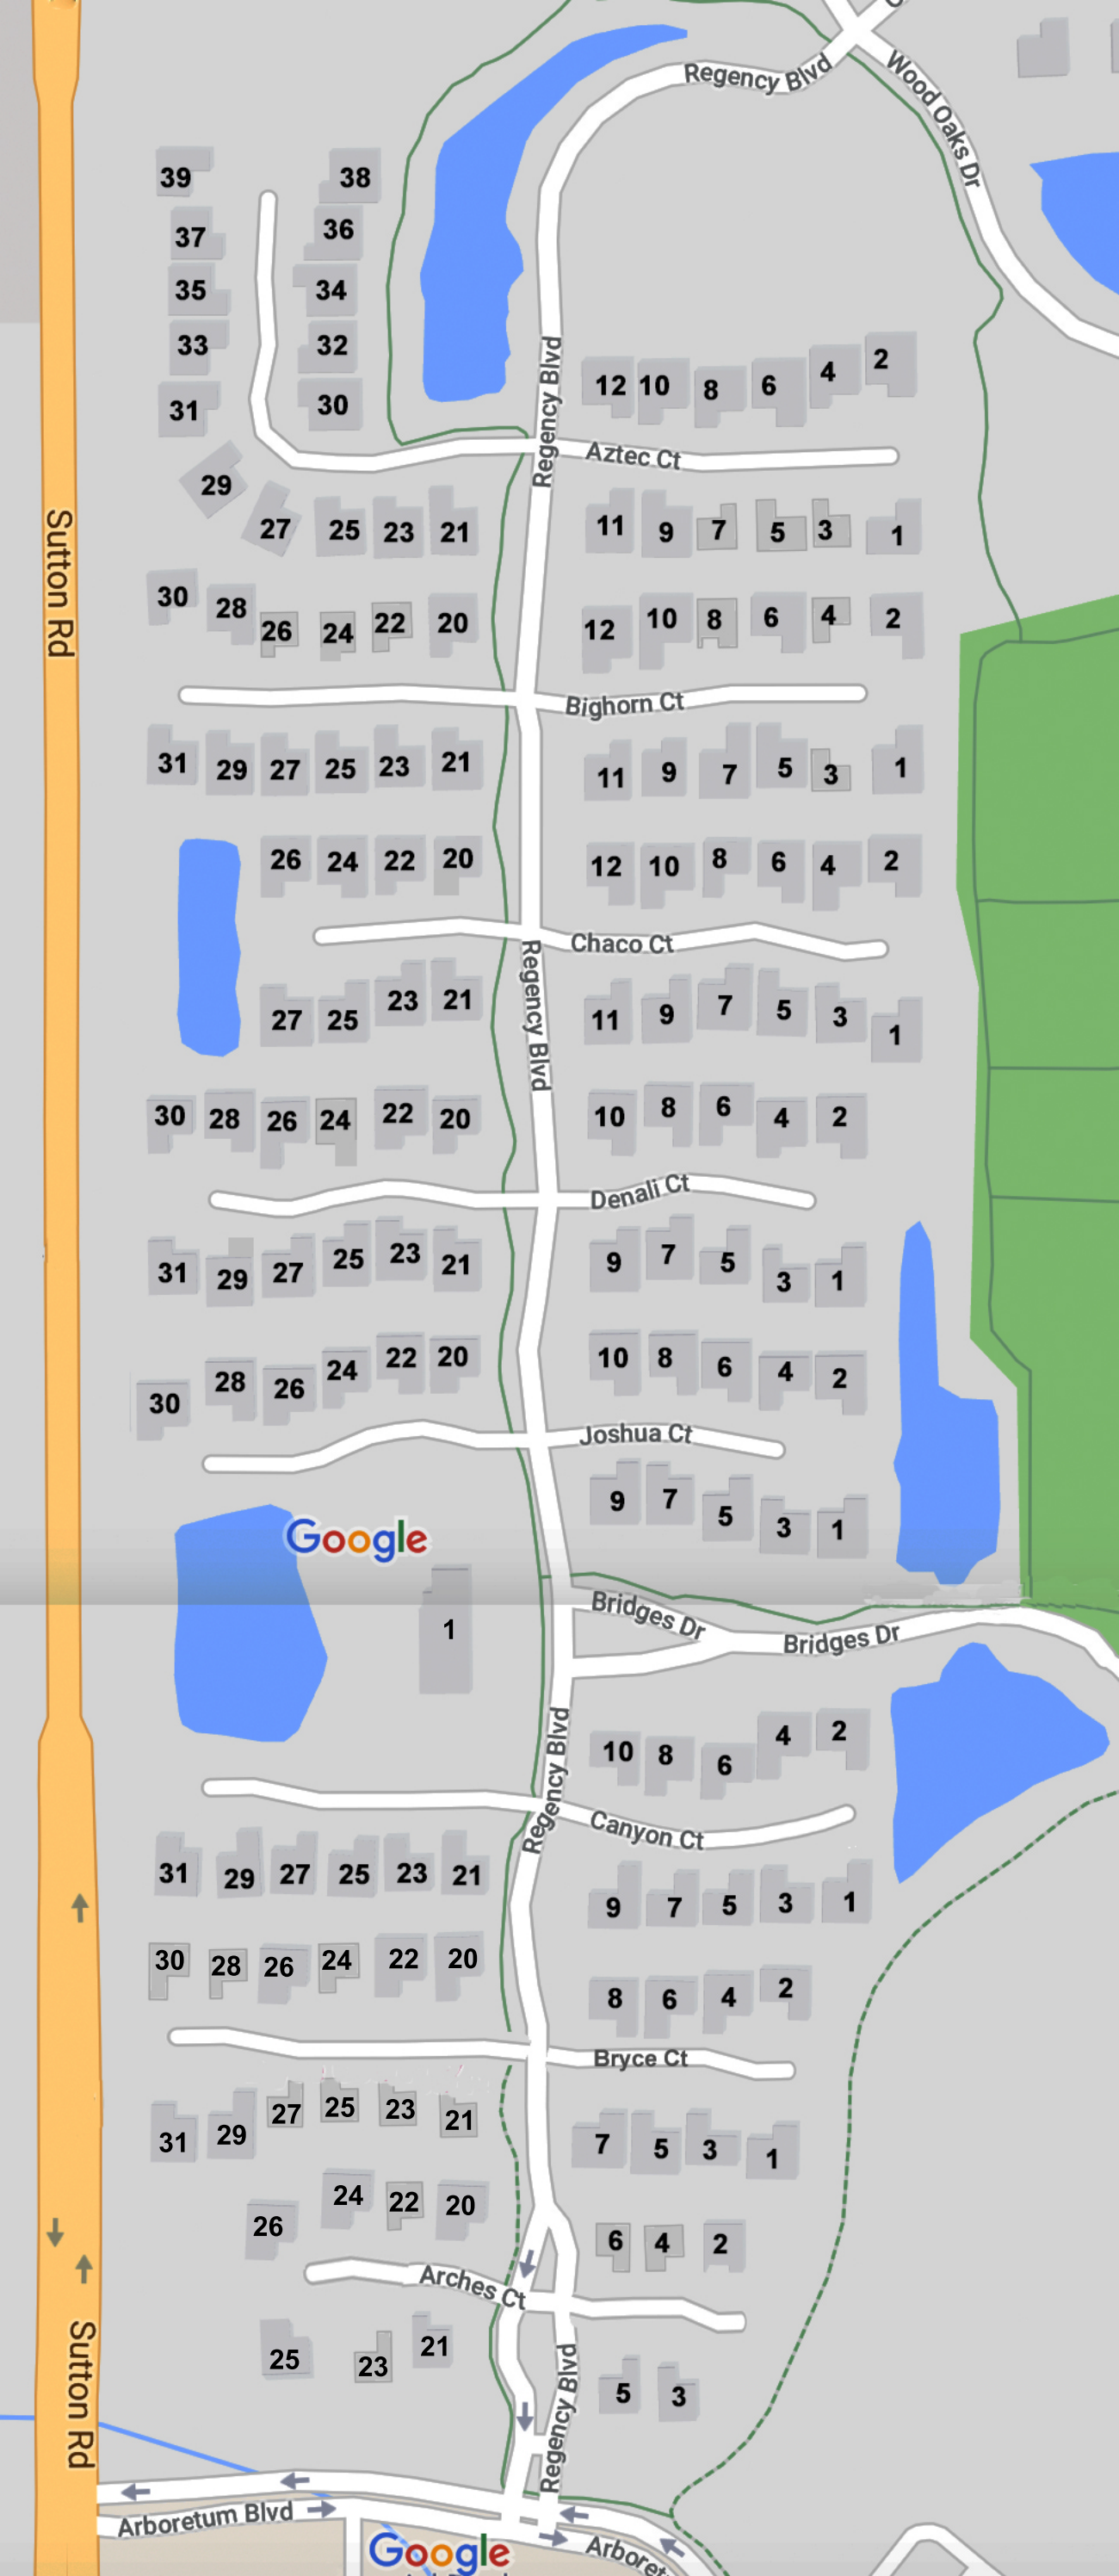 Regency Blvd
Wood Oaks Dr
39 38
37 36
35 34
33 32
31 30
Regency Blvd
12 10 8 6 4 2
Aztec Ct
29
27 25 23 21
11 9 7 5 3 1
Sutton Rd
30 28 26 24 22 20
12 10 8 6 4 2
Bighorn Ct
31 29 27 25 23 21
11 9 7 5 3 1
26 24 22 20
12 10 8 6 4 2
Chaco Ct
Regency Blvd
27 25 23 21
11 9 7 5 3 1
30 28 26 24 22 20
10 8 6 4 2
Denali Ct
31 29 27 25 23 21
9 7 5 3 1
30 28 26 24 22 20
10 8 6 4 2
Joshua Ct
9 7 5 3 1
Google
1
Bridges Dr
Bridges Dr
Regency Blvd
10 8 6 4 2
Canyon Ct
31 29 27 25 23 21
9 7 5 3 1
30 28 26 24 22 20
8 6 4 2
Bryce Ct
31 29 27 25 23 21
7 5 3 1
26 24 22 20
6 4 2
Arches Ct
25 23 21
5 3
Sutton Rd
Regency Blvd
Arboretum Blvd
Google
Arboret